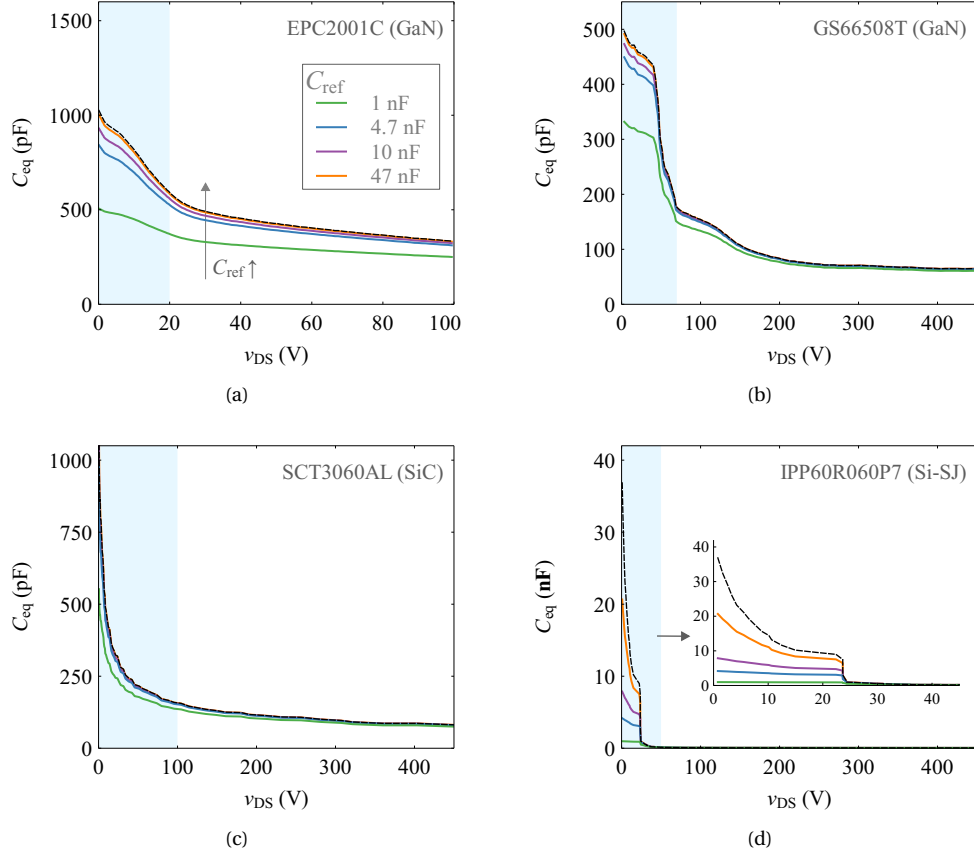 EPC2001C (GaN)
C_ref
1 nF
4.7 nF
10 nF
47 nF
C_ref ↑
C_eq (pF)
1500
1000
500
0
0 20 40 60 80 100
v_DS (V)
(a)
GS66508T (GaN)
C_eq (pF)
500
400
300
200
100
0
0 100 200 300 400
v_DS (V)
(b)
SCT3060AL (SiC)
C_eq (pF)
1000
750
500
250
0
0 100 200 300 400
v_DS (V)
(c)
IPP60R060P7 (Si-SJ)
C_eq (nF)
40
30
20
10
0
40
30
20
10
0
0 10 20 30 40
0 100 200 300 400
v_DS (V)
(d)